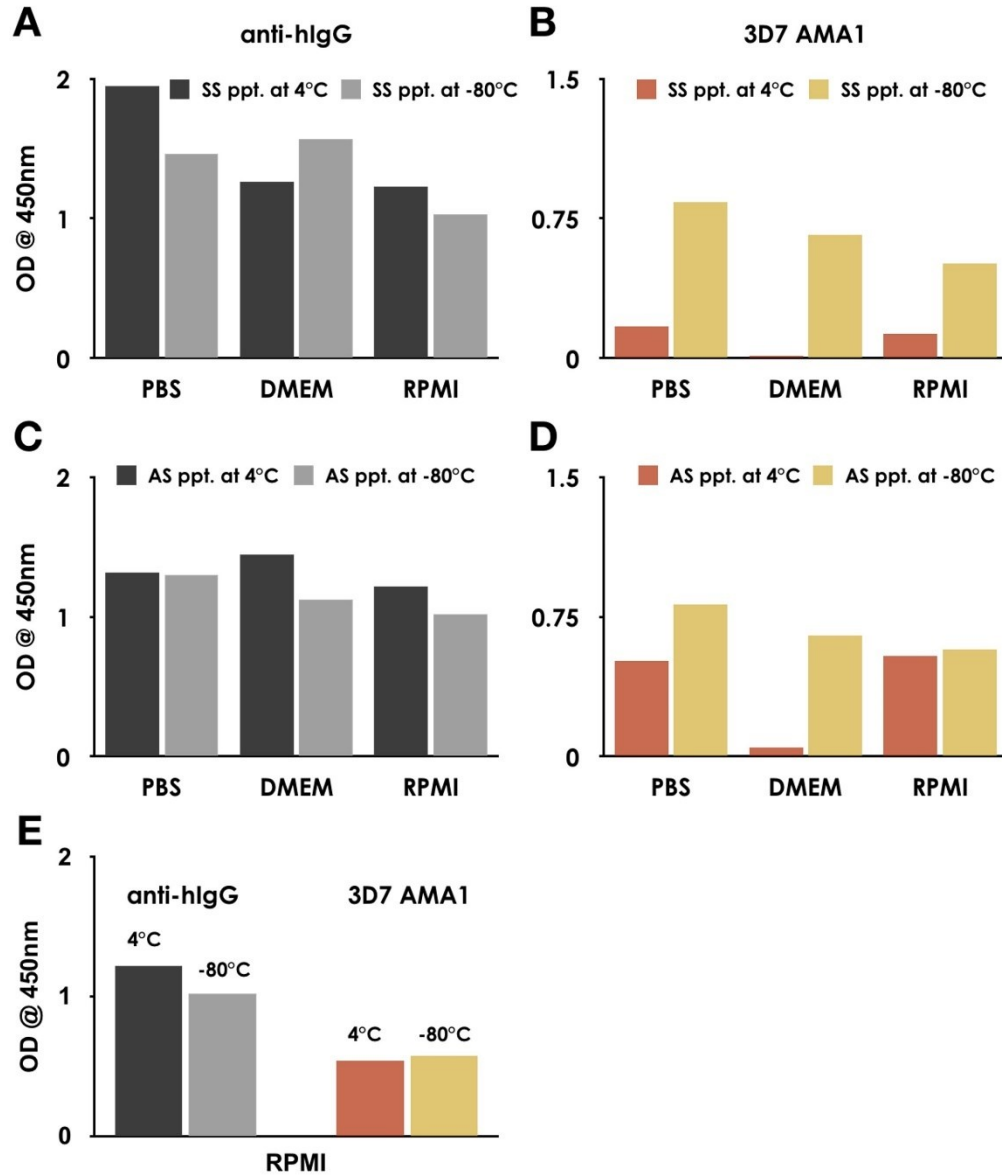 A
anti-hIgG
2
SS ppt. at 4°C
SS ppt. at -80°C
1
0
OD @ 450nm
PBS
DMEM
RPMI
B
3D7 AMA1
1.5
SS ppt. at 4°C
SS ppt. at -80°C
0.75
0
PBS
DMEM
RPMI
C
2
AS ppt. at 4°C
AS ppt. at -80°C
1
0
OD @ 450nm
PBS
DMEM
RPMI
D
1.5
AS ppt. at 4°C
AS ppt. at -80°C
0.75
0
PBS
DMEM
RPMI
E
2
anti-hIgG
3D7 AMA1
4°C
-80°C
1
4°C
-80°C
0
OD @ 450nm
RPMI